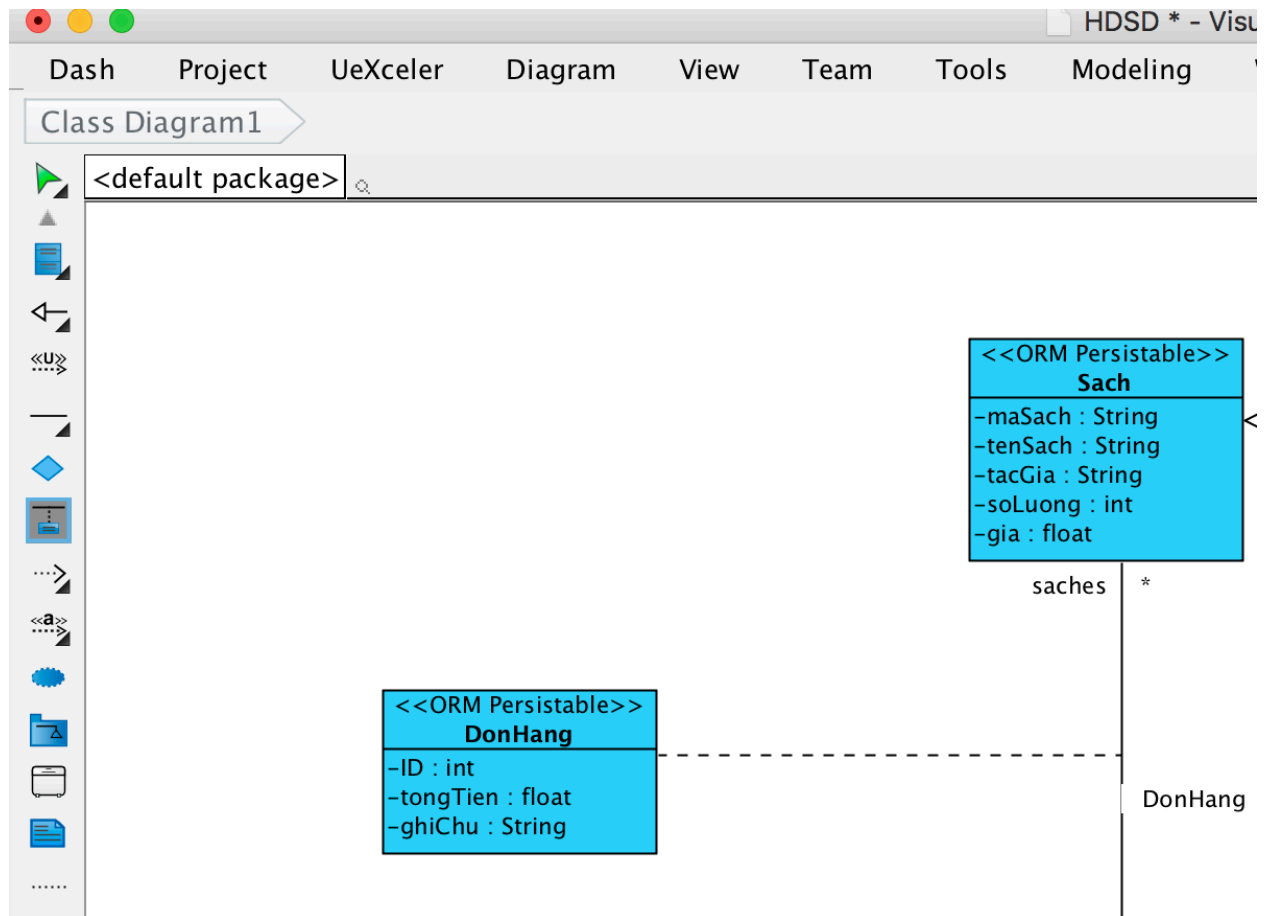 HDSD * - Visu
Dash Project UeXceler Diagram View Team Tools Modeling
Class Diagram1
<default package>
«U»
<<ORM Persistable>>
Sach
-maSach : String
-tenSach : String
-tacGia : String
-soLuong : int
-gia : float
saches *
«a»
<<ORM Persistable>>
DonHang
-ID : int
-tongTien : float
-ghiChu : String
DonHang